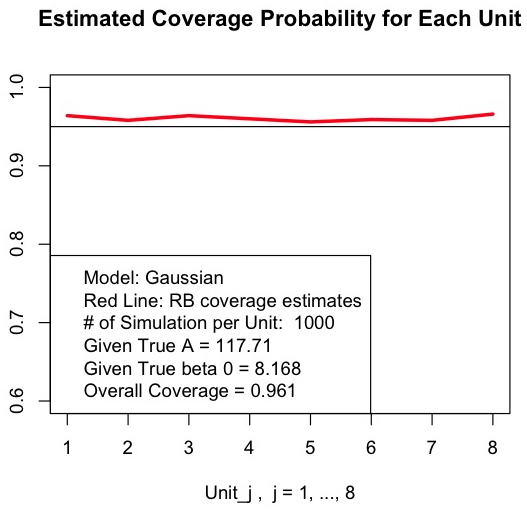 Estimated Coverage Probability for Each Unit
1.0
0.9
0.8
0.7
0.6
Model: Gaussian
Red Line: RB coverage estimates
# of Simulation per Unit:  1000
Given True A = 117.71
Given True beta 0 = 8.168
Overall Coverage = 0.961
1 2 3 4 5 6 7 8
Unit_j ,  j = 1, ..., 8